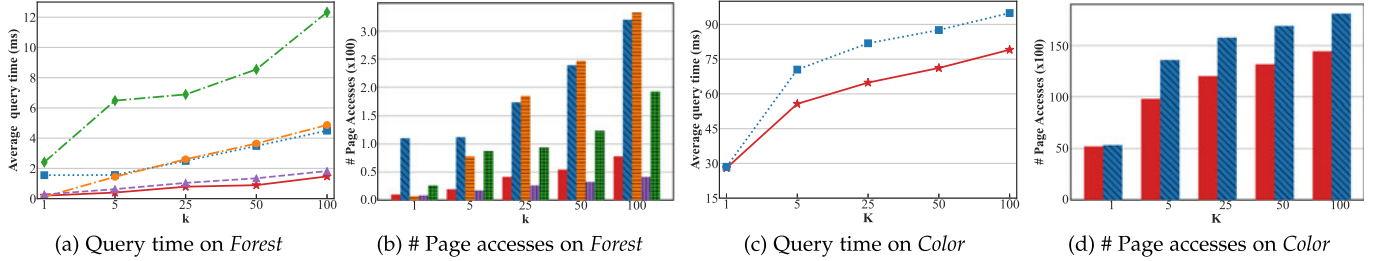 Average query time (ms)
12
10
8
6
4
2
0
1 5 25 50 100
k
(a) Query time on Forest
# Page Accesses (x100)
3.0
2.5
2.0
1.5
1.0
0.5
0.0
1 5 25 50 100
k
(b) # Page accesses on Forest
Average query time (ms)
90
75
60
45
30
15
1 5 25 50 100
K
(c) Query time on Color
# Page Accesses (x100)
150
100
50
0
1 5 25 50 100
K
(d) # Page accesses on Color